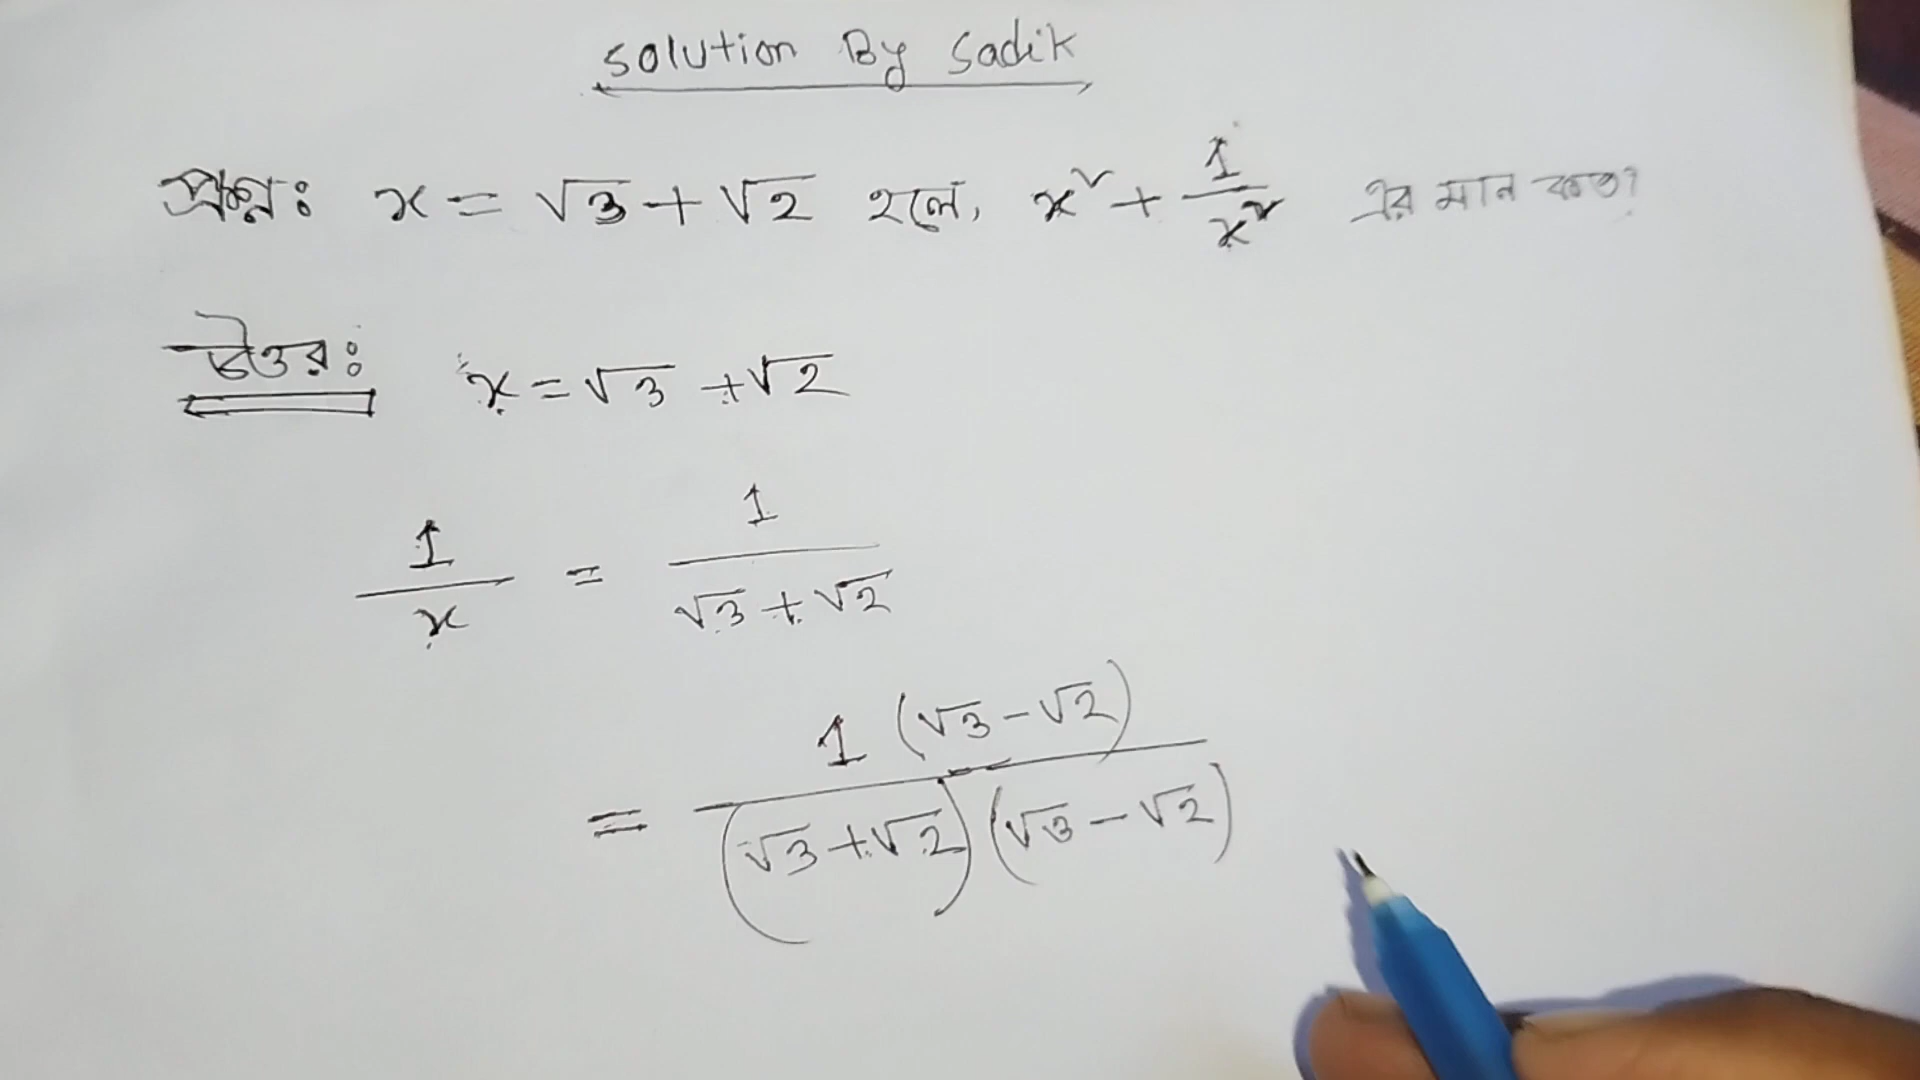 Solution By Sadik
প্রশ্নঃ x = √3 + √2 হলে, x² + 1/x² এর মান কত?
উত্তরঃ x = √3 + √2
1/x = 1/(√3 + √2)
= 1 (√3 - √2) / (√3 + √2) (√3 - √2)